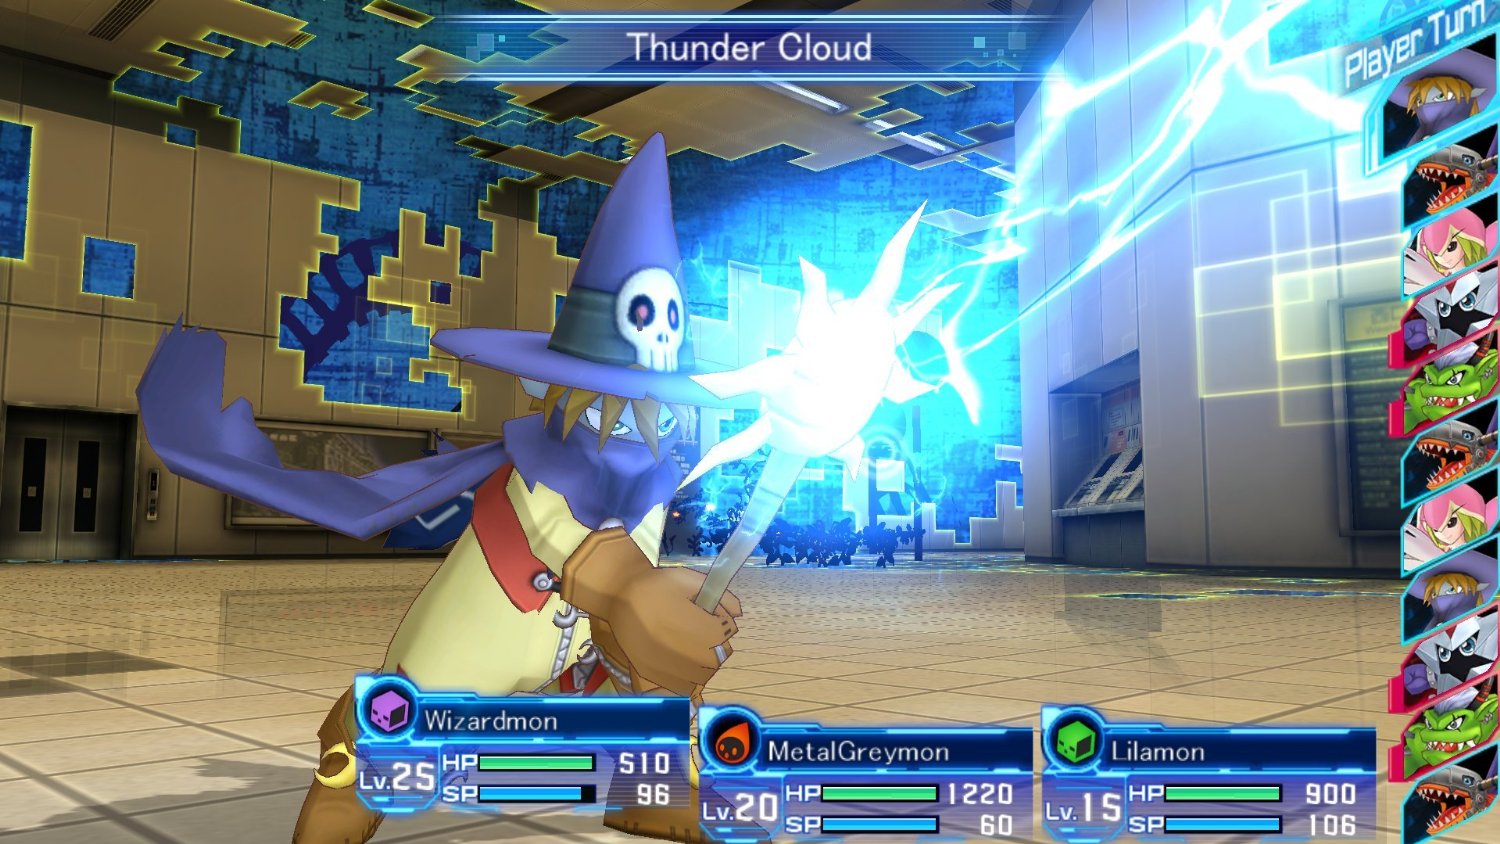 Thunder Cloud
Player Turn
Wizardmon
HP 510
Lv.25
SP 96
MetalGreymon
HP 1220
Lv.20
SP 60
Lilamon
HP 900
Lv.15
SP 106